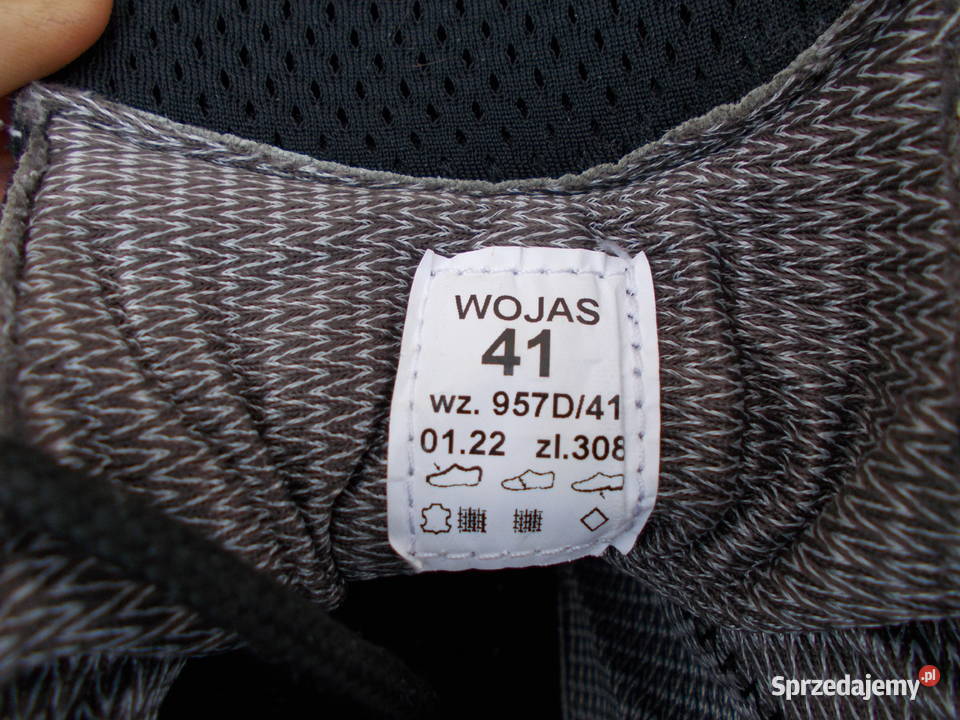 WOJAS
41
wz. 957D/41
01.22 zl.308
Sprzedajemy.pl